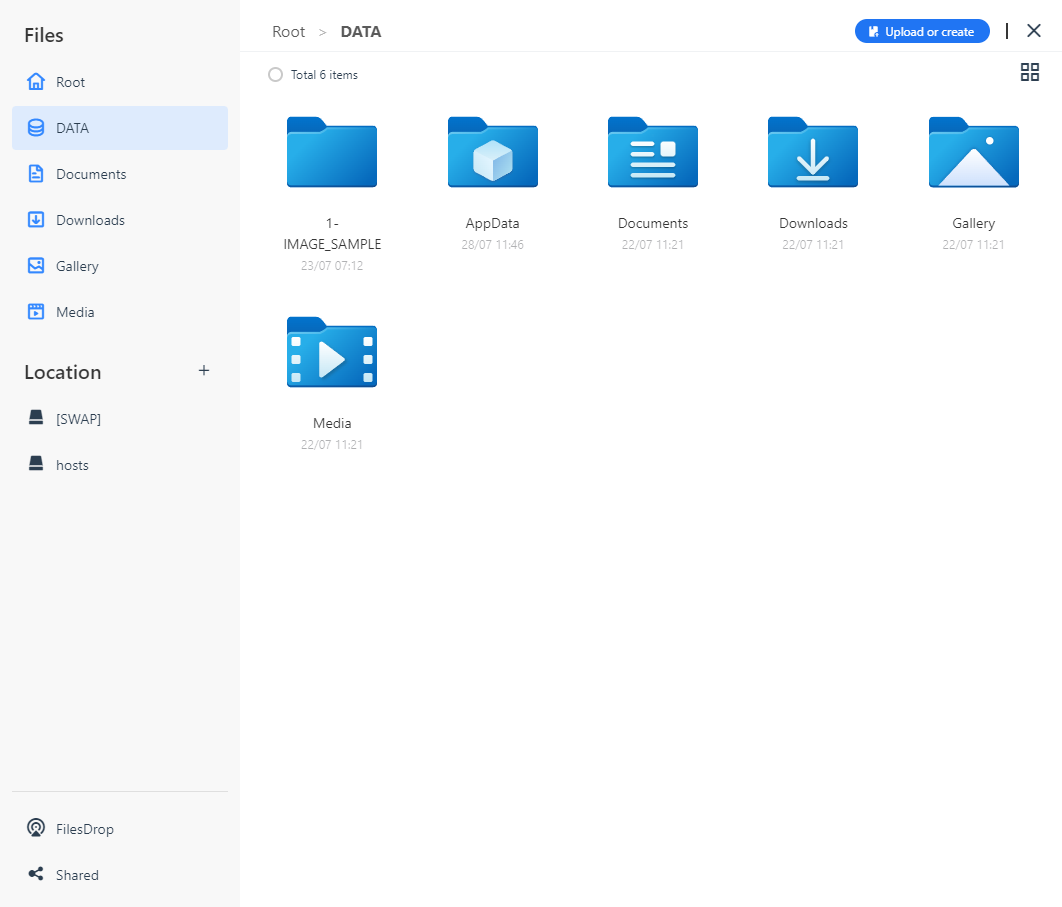 Files
Root
DATA
Documents
Downloads
Gallery
Media
Location +
[SWAP]
hosts
FilesDrop
Shared
Root > DATA
Upload or create
Total 6 items
1-
IMAGE_SAMPLE
23/07 07:12
AppData
28/07 11:46
Documents
22/07 11:21
Downloads
22/07 11:21
Gallery
22/07 11:21
Media
22/07 11:21